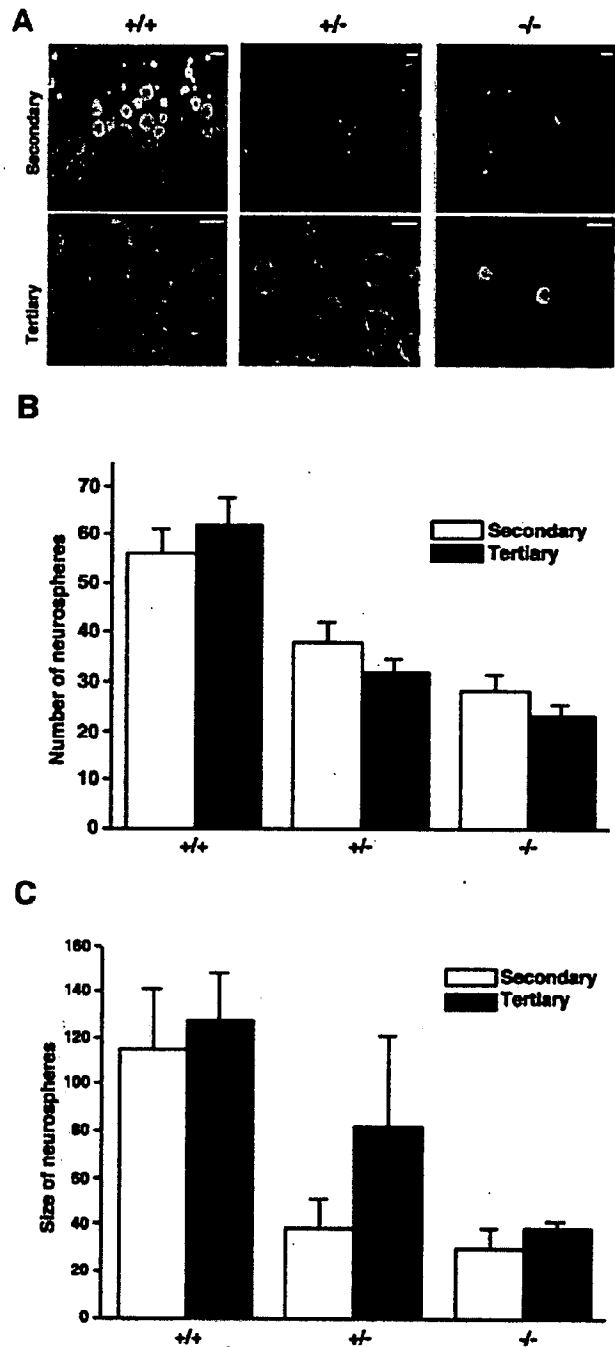 A
+/+ +/- -/-
Secondary
Tertiary
B
Number of neurospheres
70
60
50
40
30
20
10
0
Secondary
Tertiary
+/+ +/- -/-
C
Size of neurospheres
160
140
120
100
80
60
40
20
0
Secondary
Tertiary
+/+ +/- -/-